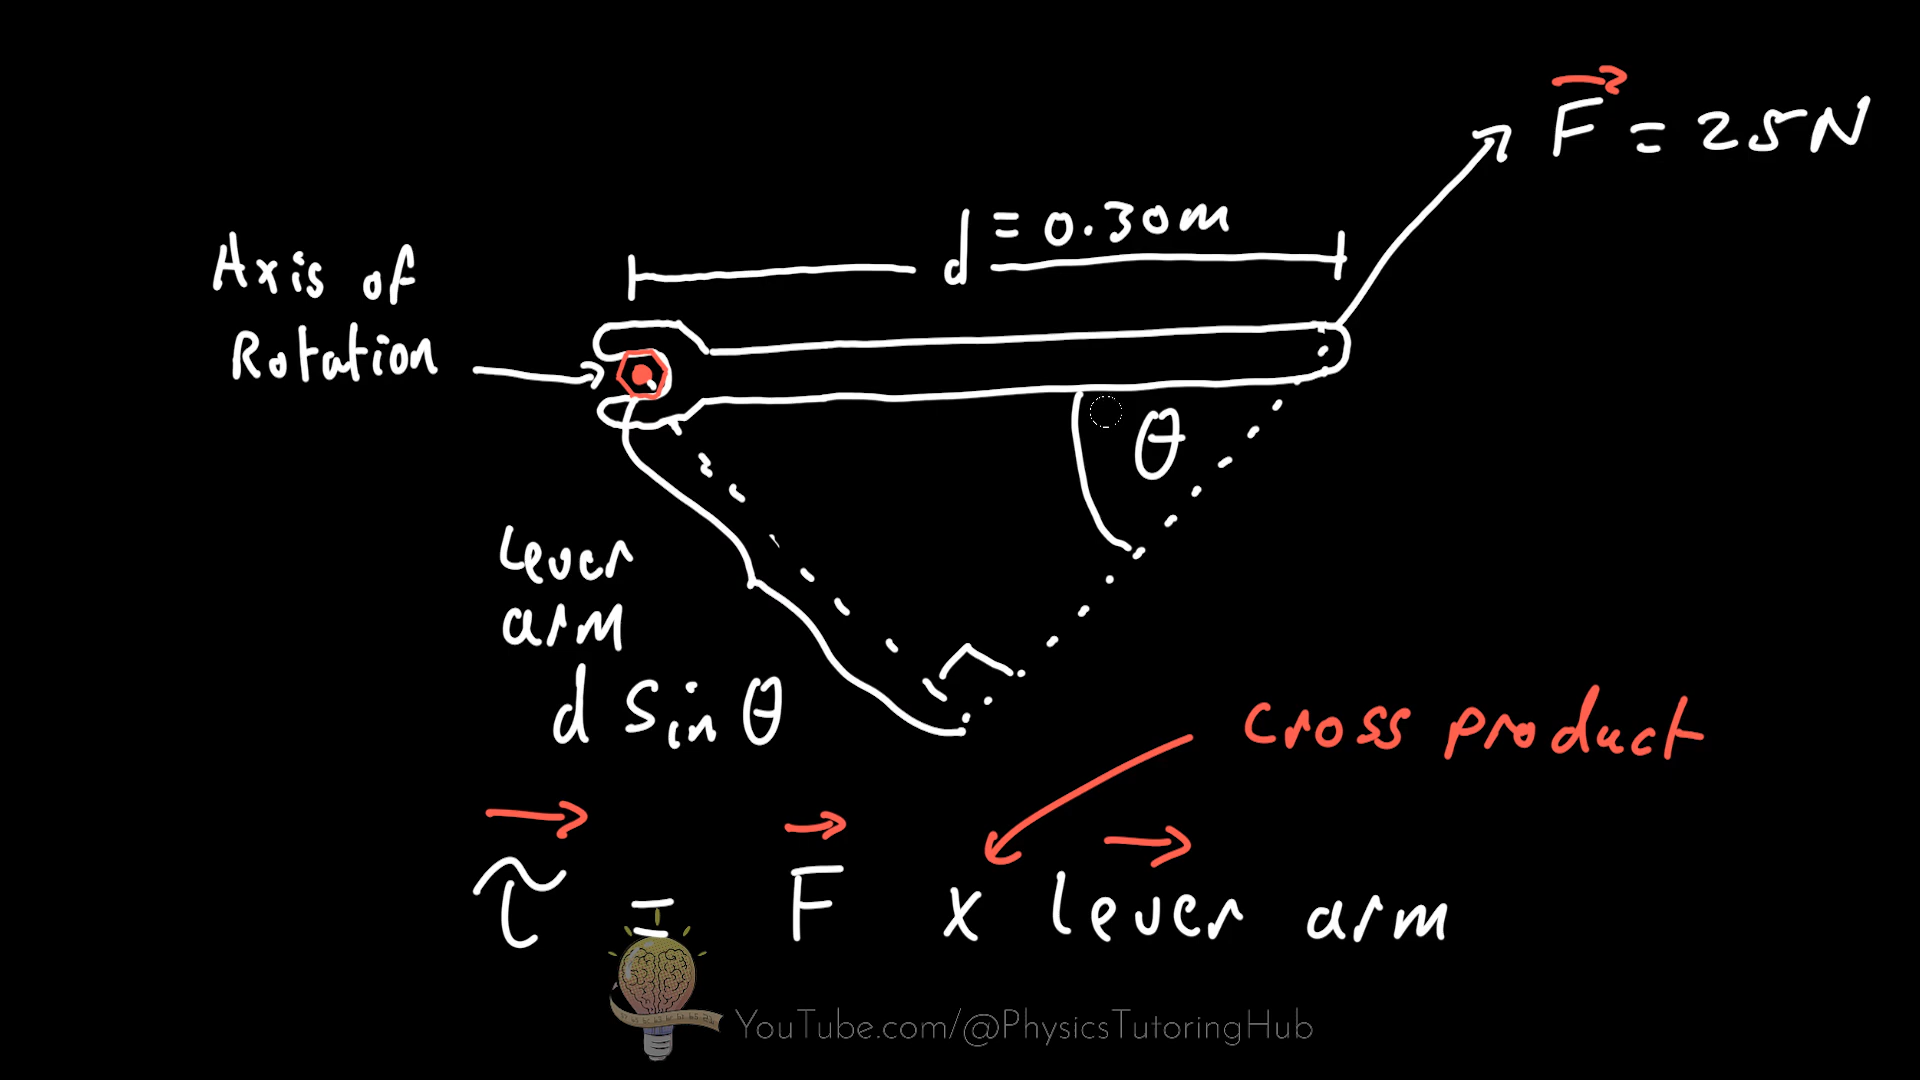 F = 25N
d = 0.30m
Axis of
Rotation
θ
lever
arm
d sin θ
cross product
τ = F x lever arm
YouTube.com/@PhysicsTutoringHub